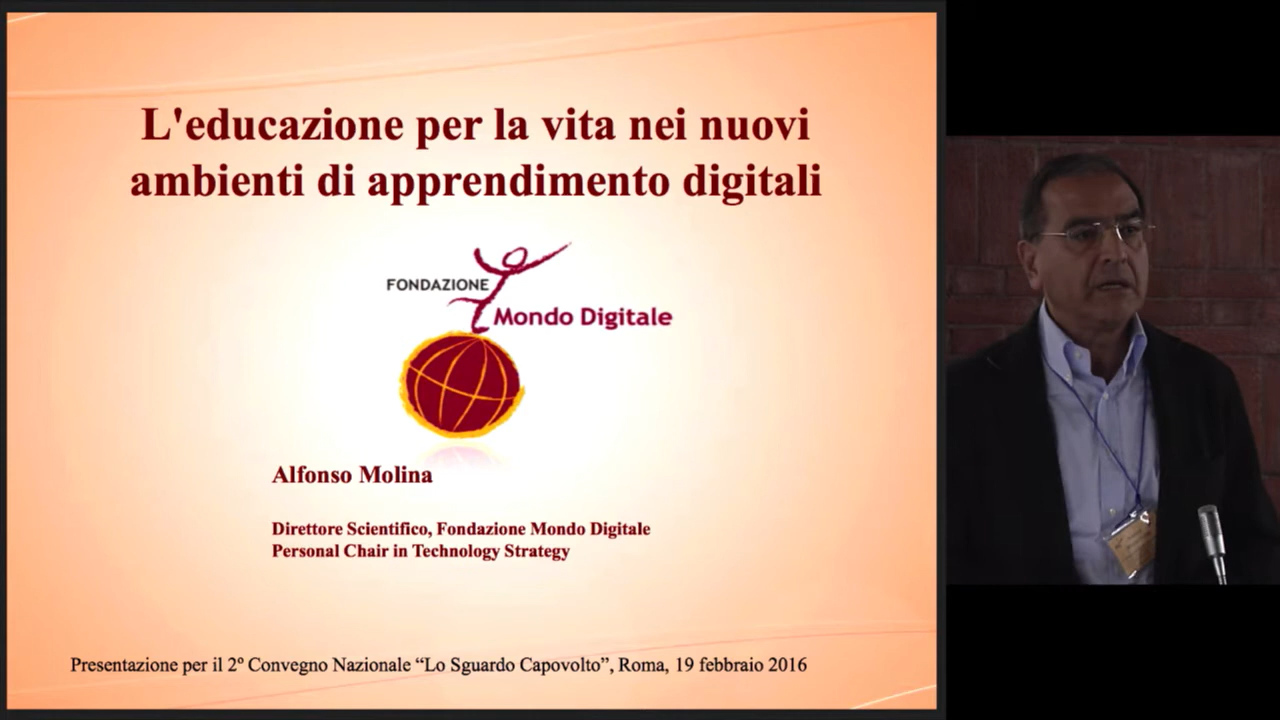 L'educazione per la vita nei nuovi
ambienti di apprendimento digitali
FONDAZIONE
Mondo Digitale
Alfonso Molina
Direttore Scientifico, Fondazione Mondo Digitale
Personal Chair in Technology Strategy
Presentazione per il 2º Convegno Nazionale “Lo Sguardo Capovolto”, Roma, 19 febbraio 2016